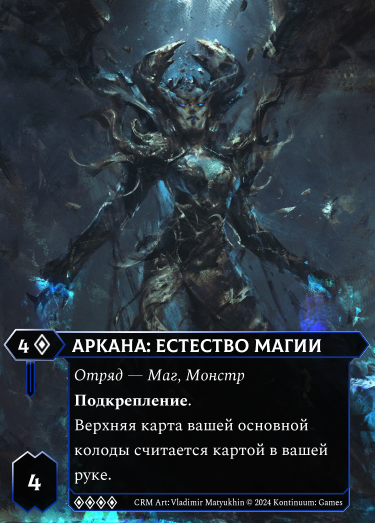 4
АРКАНА: ЕСТЕСТВО МАГИИ
Отряд — Маг, Монстр
Подкрепление.
Верхняя карта вашей основной
колоды считается картой в вашей
руке.
4
CRM Art: Vladimir Matyukhin © 2024 Kontinuum: Games